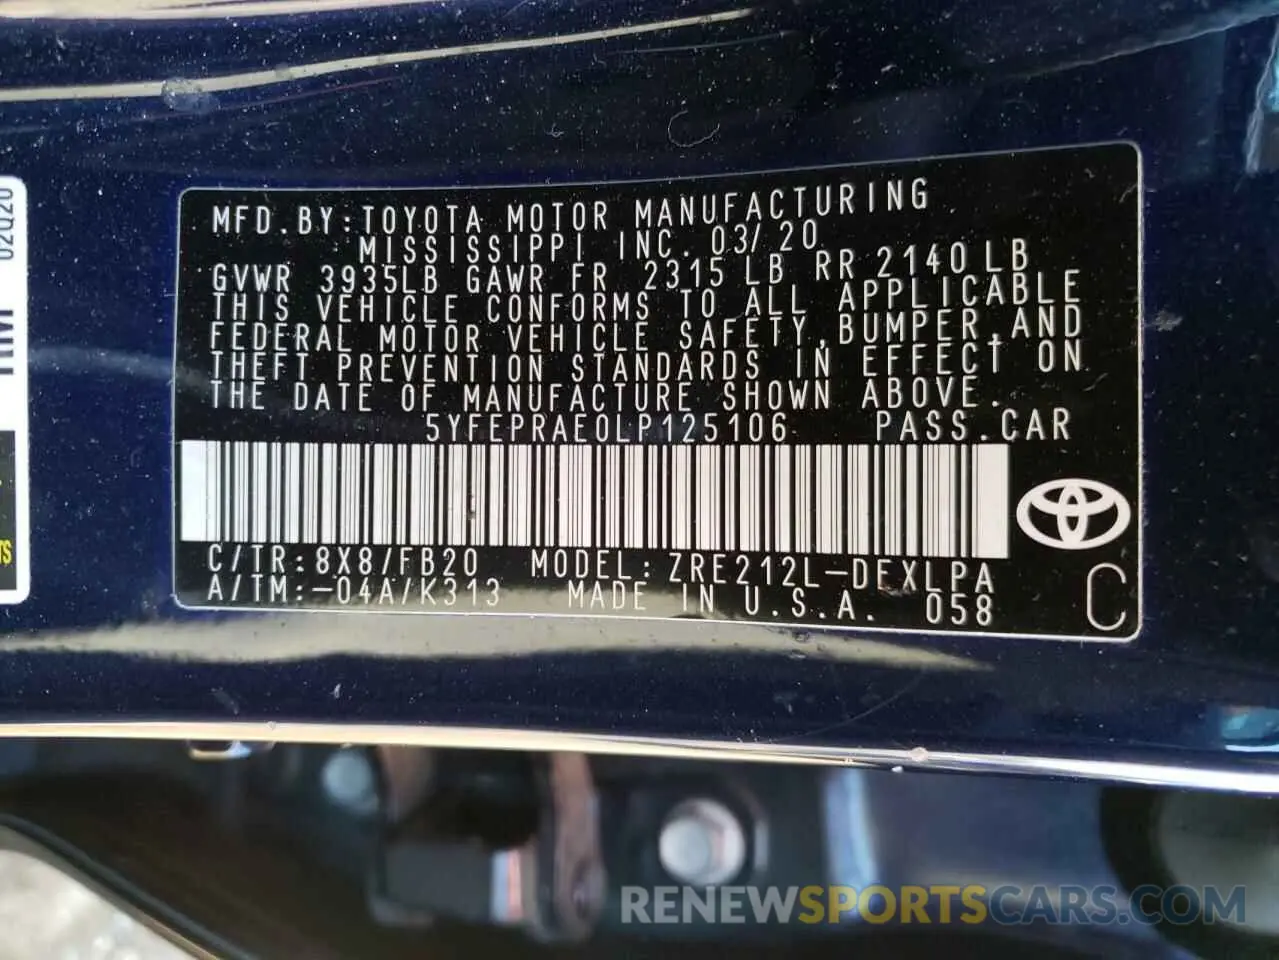 MFD.BY:TOYOTA MOTOR MANUFACTURING
MISSISSIPPI INC. 03/20
GVWR 3935LB GAWR FR 2315 LB RR 2140 LB
THIS VEHICLE CONFORMS TO ALL APPLICABLE
FEDERAL MOTOR VEHICLE SAFETY, BUMPER, AND
THEFT PREVENTION STANDARDS IN EFFECT ON
THE DATE OF MANUFACTURE SHOWN ABOVE.
5YFEPRAE0LP125106 PASS.CAR
C/TR:8X8/FB20 MODEL:ZRE212L-DEXLPA
A/TM:-04A/K313 MADE IN U.S.A. 058
C
02Q20
RENEWSPORTSCARS.COM